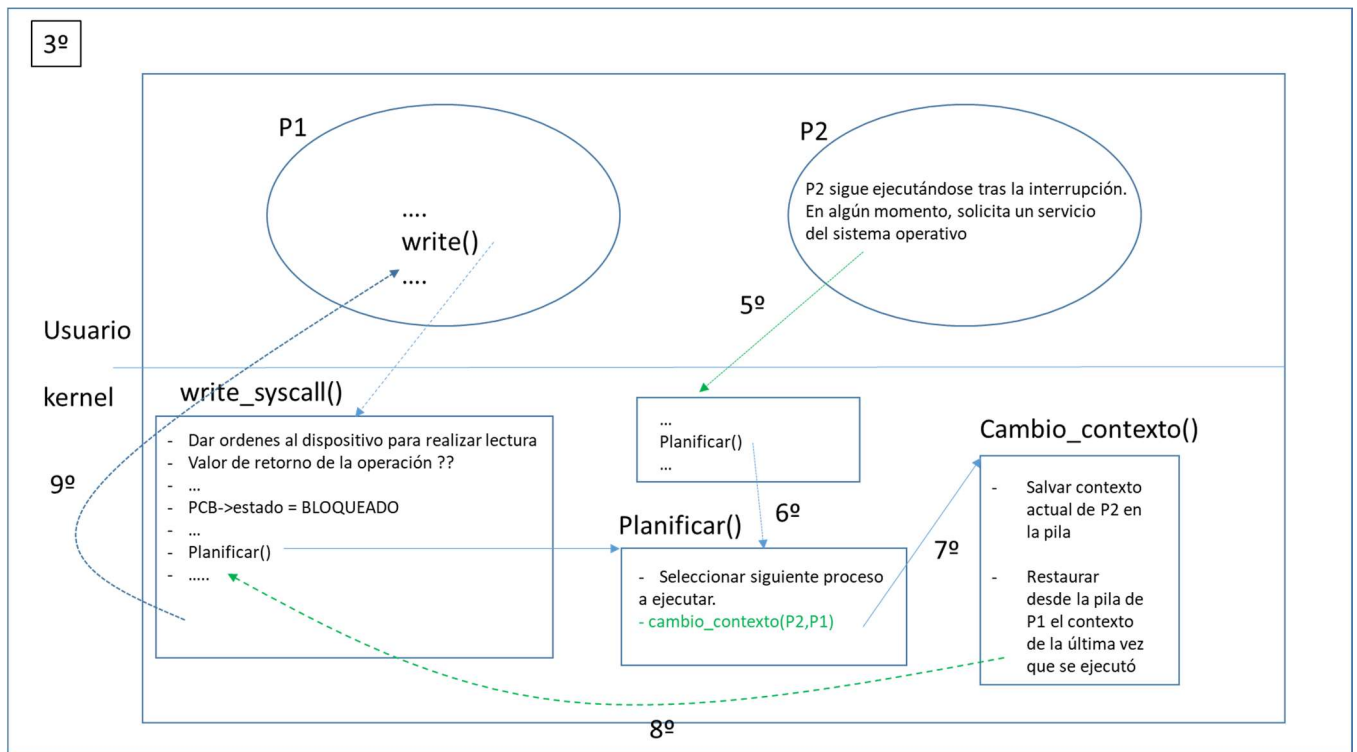 3º
P1
....
write()
....
P2
P2 sigue ejecutándose tras la interrupción.
En algún momento, solicita un servicio
del sistema operativo
5º
Usuario
kernel
write_syscall()
- Dar ordenes al dispositivo para realizar lectura
- Valor de retorno de la operación ??
- ...
- PCB->estado = BLOQUEADO
- ...
- Planificar()
- .....
9º
...
Planificar()
...
6º
Planificar()
- Seleccionar siguiente proceso
a ejecutar.
- cambio_contexto(P2,P1)
7º
Cambio_contexto()
- Salvar contexto
actual de P2 en
la pila
- Restaurar
desde la pila de
P1 el contexto
de la última vez
que se ejecutó
8º